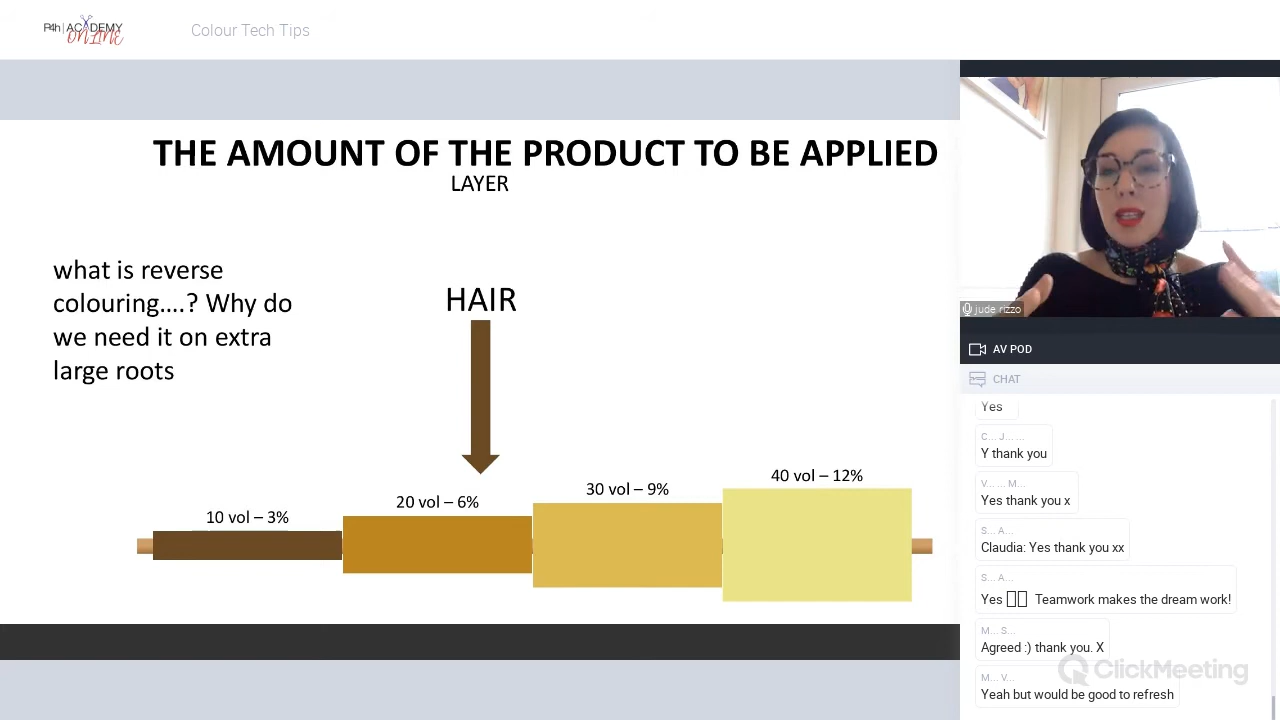 P4h | ACADEMY
ONLINE
Colour Tech Tips
THE AMOUNT OF THE PRODUCT TO BE APPLIED
LAYER
what is reverse
colouring....? Why do
we need it on extra
large roots
HAIR
10 vol – 3%
20 vol – 6%
30 vol – 9%
40 vol – 12%
jude rizzo
AV POD
CHAT
Yes
C... J... ...
Y thank you
V... ... M...
Yes thank you x
S... A...
Claudia: Yes thank you xx
S... A...
Yes Teamwork makes the dream work!
M... S...
Agreed :) thank you. X
M... V...
Yeah but would be good to refresh
ClickMeeting